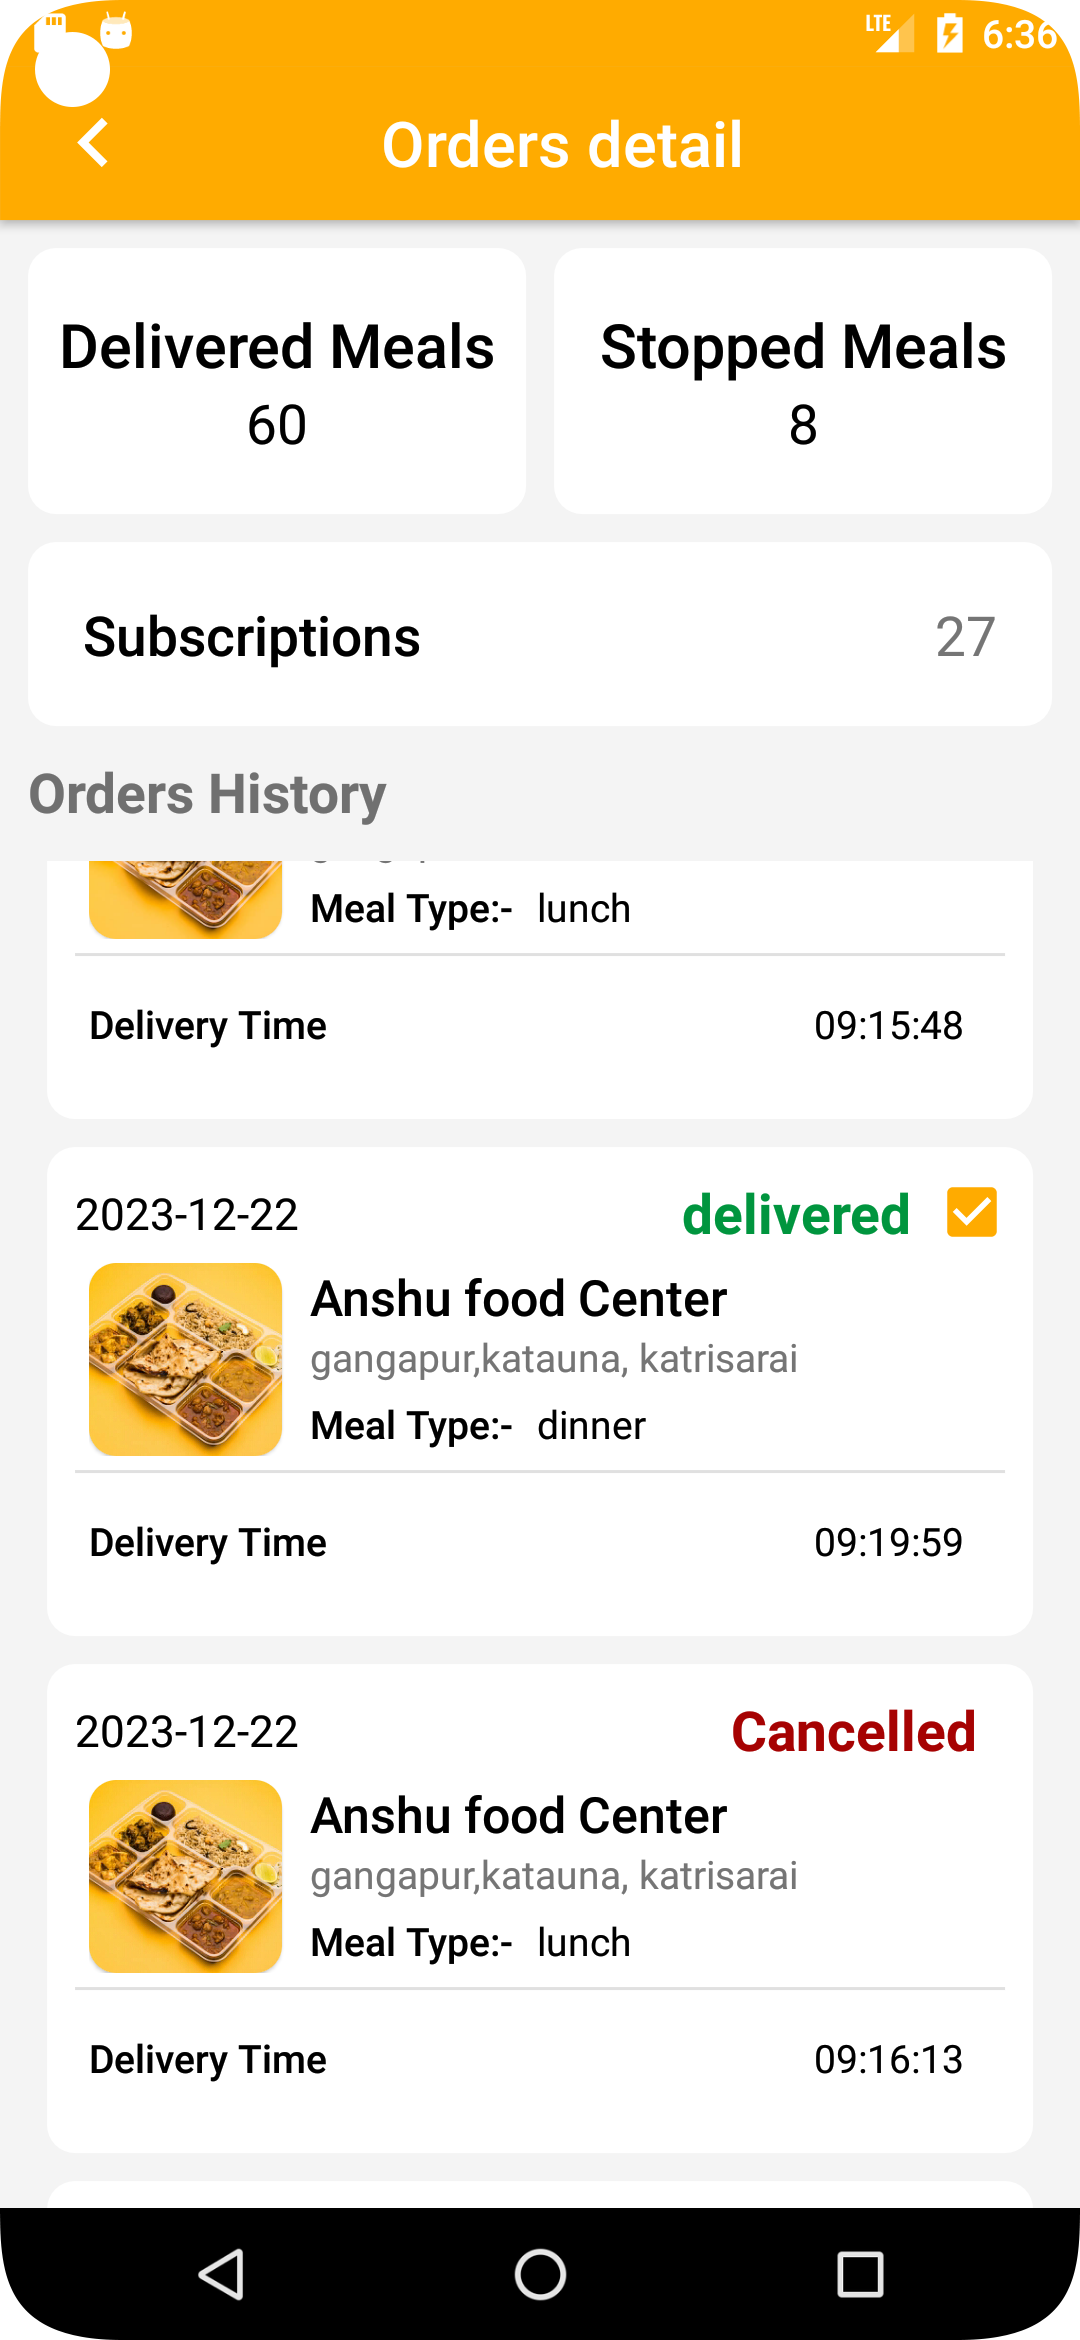 LTE 6:36
Orders detail
Delivered Meals
60
Stopped Meals
8
Subscriptions 27
Orders History
Meal Type:- lunch
Delivery Time 09:15:48
2023-12-22 delivered
Anshu food Center
gangapur,katauna, katrisarai
Meal Type:- dinner
Delivery Time 09:19:59
2023-12-22 Cancelled
Anshu food Center
gangapur,katauna, katrisarai
Meal Type:- lunch
Delivery Time 09:16:13